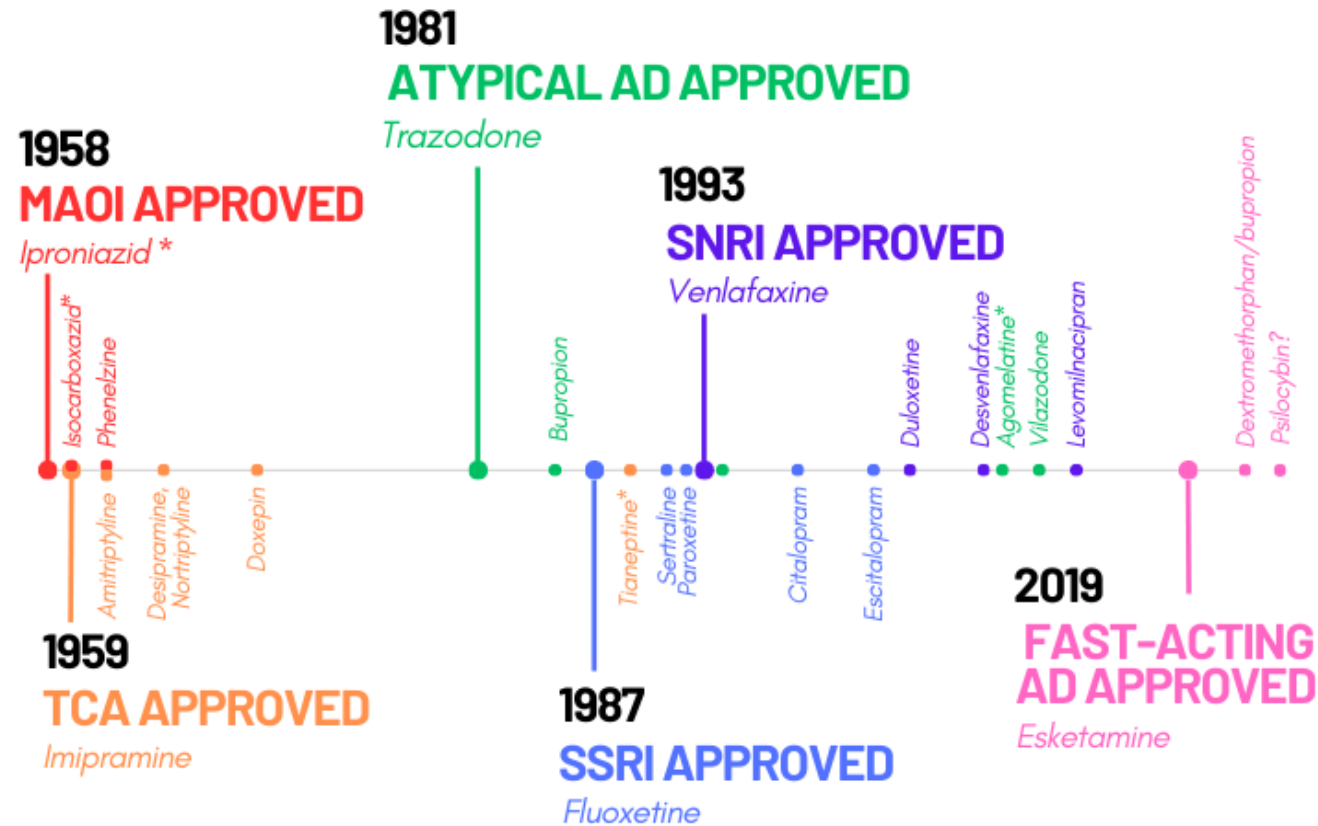 1981
ATYPICAL AD APPROVED
Trazodone
1958
MAOI APPROVED
Iproniazid *
1993
SNRI APPROVED
Venlafaxine
Isocarboxazid*
Phenelzine
Bupropion
Duloxetine
Desvenlafaxine
Agomelatine*
Vilazodone
Levomilnacipran
Dextromethorphan/bupropion
Psilocybin?
Amitriptyline
Desipramine,
Nortriptyline
Doxepin
Tianeptine*
Sertraline
Paroxetine
Citalopram
Escitalopram
1959
TCA APPROVED
Imipramine
1987
SSRI APPROVED
Fluoxetine
2019
FAST-ACTING
AD APPROVED
Esketamine